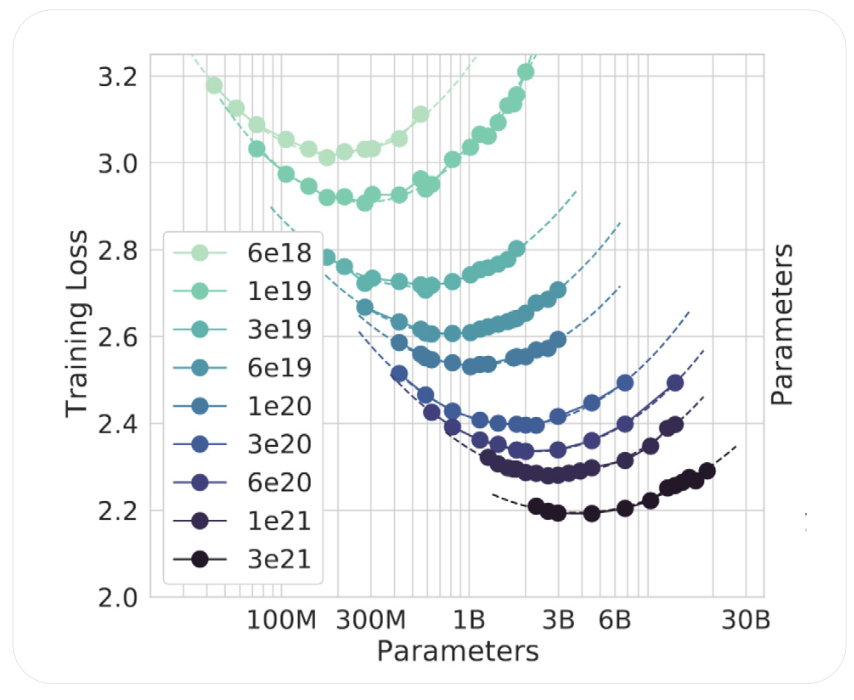 3.2
3.0
2.8
2.6
2.4
2.2
2.0
Training Loss
6e18
1e19
3e19
6e19
1e20
3e20
6e20
1e21
3e21
100M 300M 1B 3B 6B 30B
Parameters
Parameters